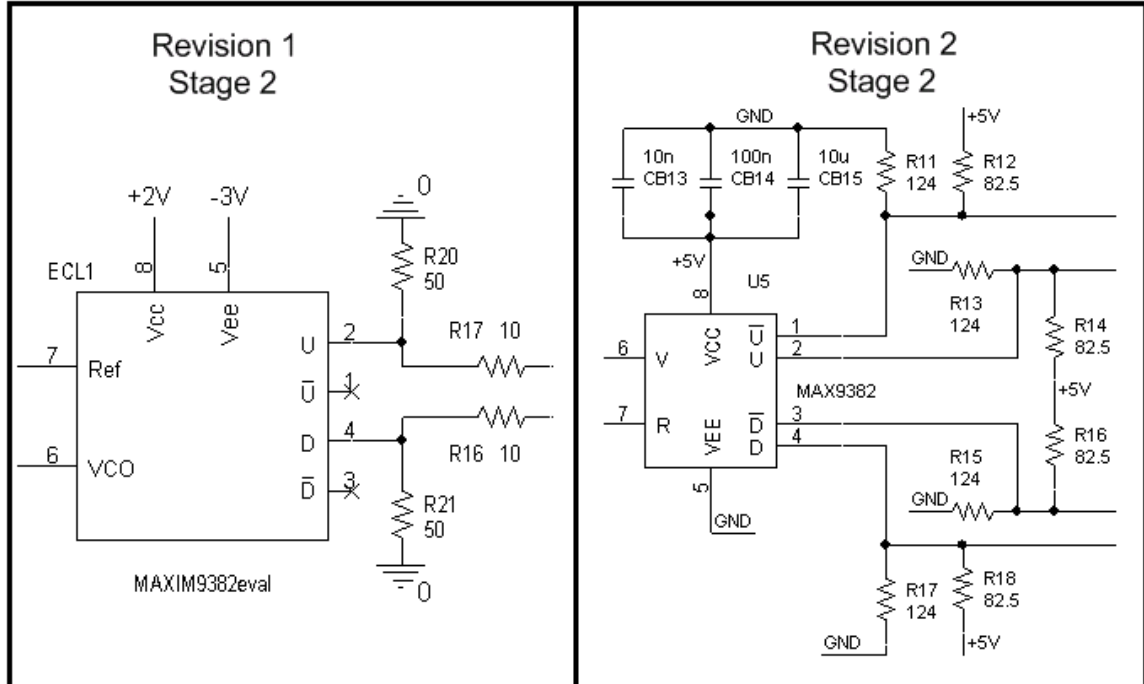 Revision 1
Stage 2
+2V
-3V
0
ECL1
8
5
R20
50
Vcc
Vee
R17 10
7
Ref
U
2
U̅
1
D
4
R16 10
6
VCO
D̅
3
R21
50
0
MAXIM9382eval
Revision 2
Stage 2
GND
+5V
10n
CB13
100n
CB14
10u
CB15
R11
124
R12
82.5
+5V
8
U5
GND
R13
124
VCC
U̅
1
U
2
6
V
R14
82.5
MAX9382
+5V
7
R
VEE
D̅
3
D
4
R16
82.5
R15
124
5
GND
GND
R17
124
R18
82.5
GND
+5V